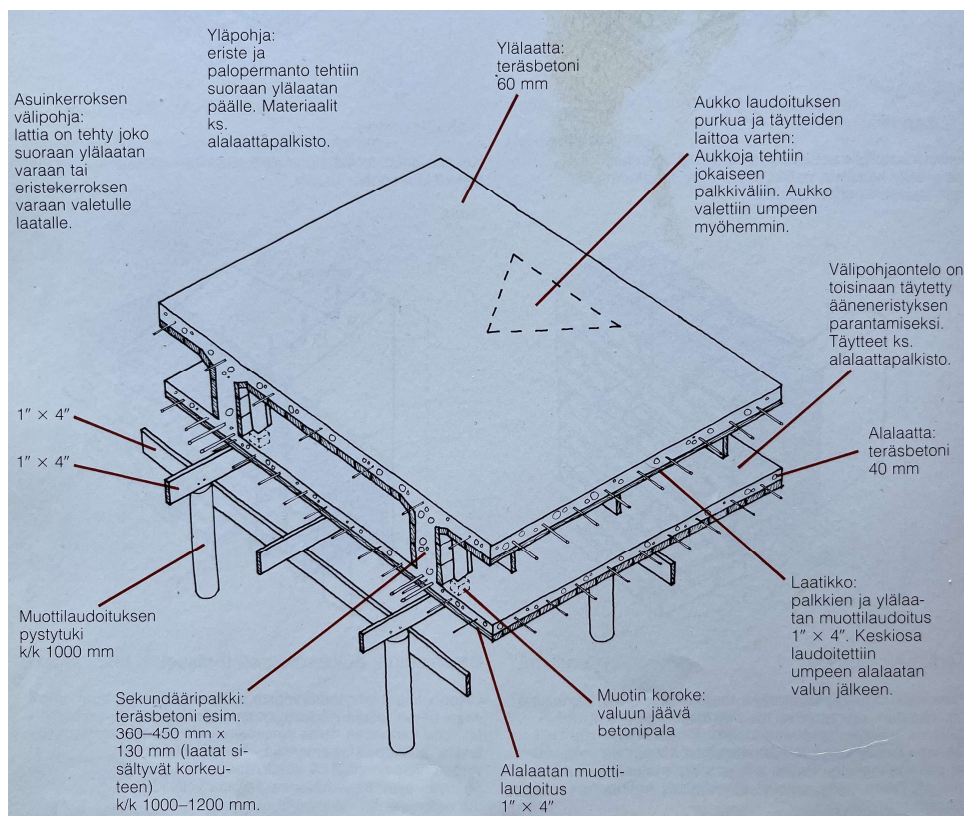 Yläpohja:
eriste ja
palopermanto tehtiin
suoraan ylälaatan
päälle. Materiaalit
ks.
alalaattapalkisto.
Ylälaatta:
teräsbetoni
60 mm
Asuinkerroksen
välipohja:
lattia on tehty joko
suoraan ylälaatan
varaan tai
eristekerroksen
varaan valetulle
laatalle.
Aukko laudoituksen
purkua ja täytteiden
laittoa varten:
Aukkoja tehtiin
jokaiseen
palkkiväliin. Aukko
valettiin umpeen
myöhemmin.
Välipohjaontelo on
toisinaan täytetty
ääneneristyksen
parantamiseksi.
Täytteet ks.
alalaattapalkisto.
1" × 4"
1" × 4"
Alalaatta:
teräsbetoni
40 mm
Muottilaudoituksen
pystytuki
k/k 1000 mm
Laatikko:
palkkien ja ylälaa-
tan muottilaudoitus
1" × 4". Keskiosa
laudoitettiin
umpeen alalaatan
valun jälkeen.
Sekundääripalkki:
teräsbetoni esim.
360–450 mm x
130 mm (laatat si-
sältyvät korkeu-
teen)
k/k 1000–1200 mm.
Muotin koroke:
valuun jäävä
betonipala
Alalaatan muotti-
laudoitus
1" × 4"